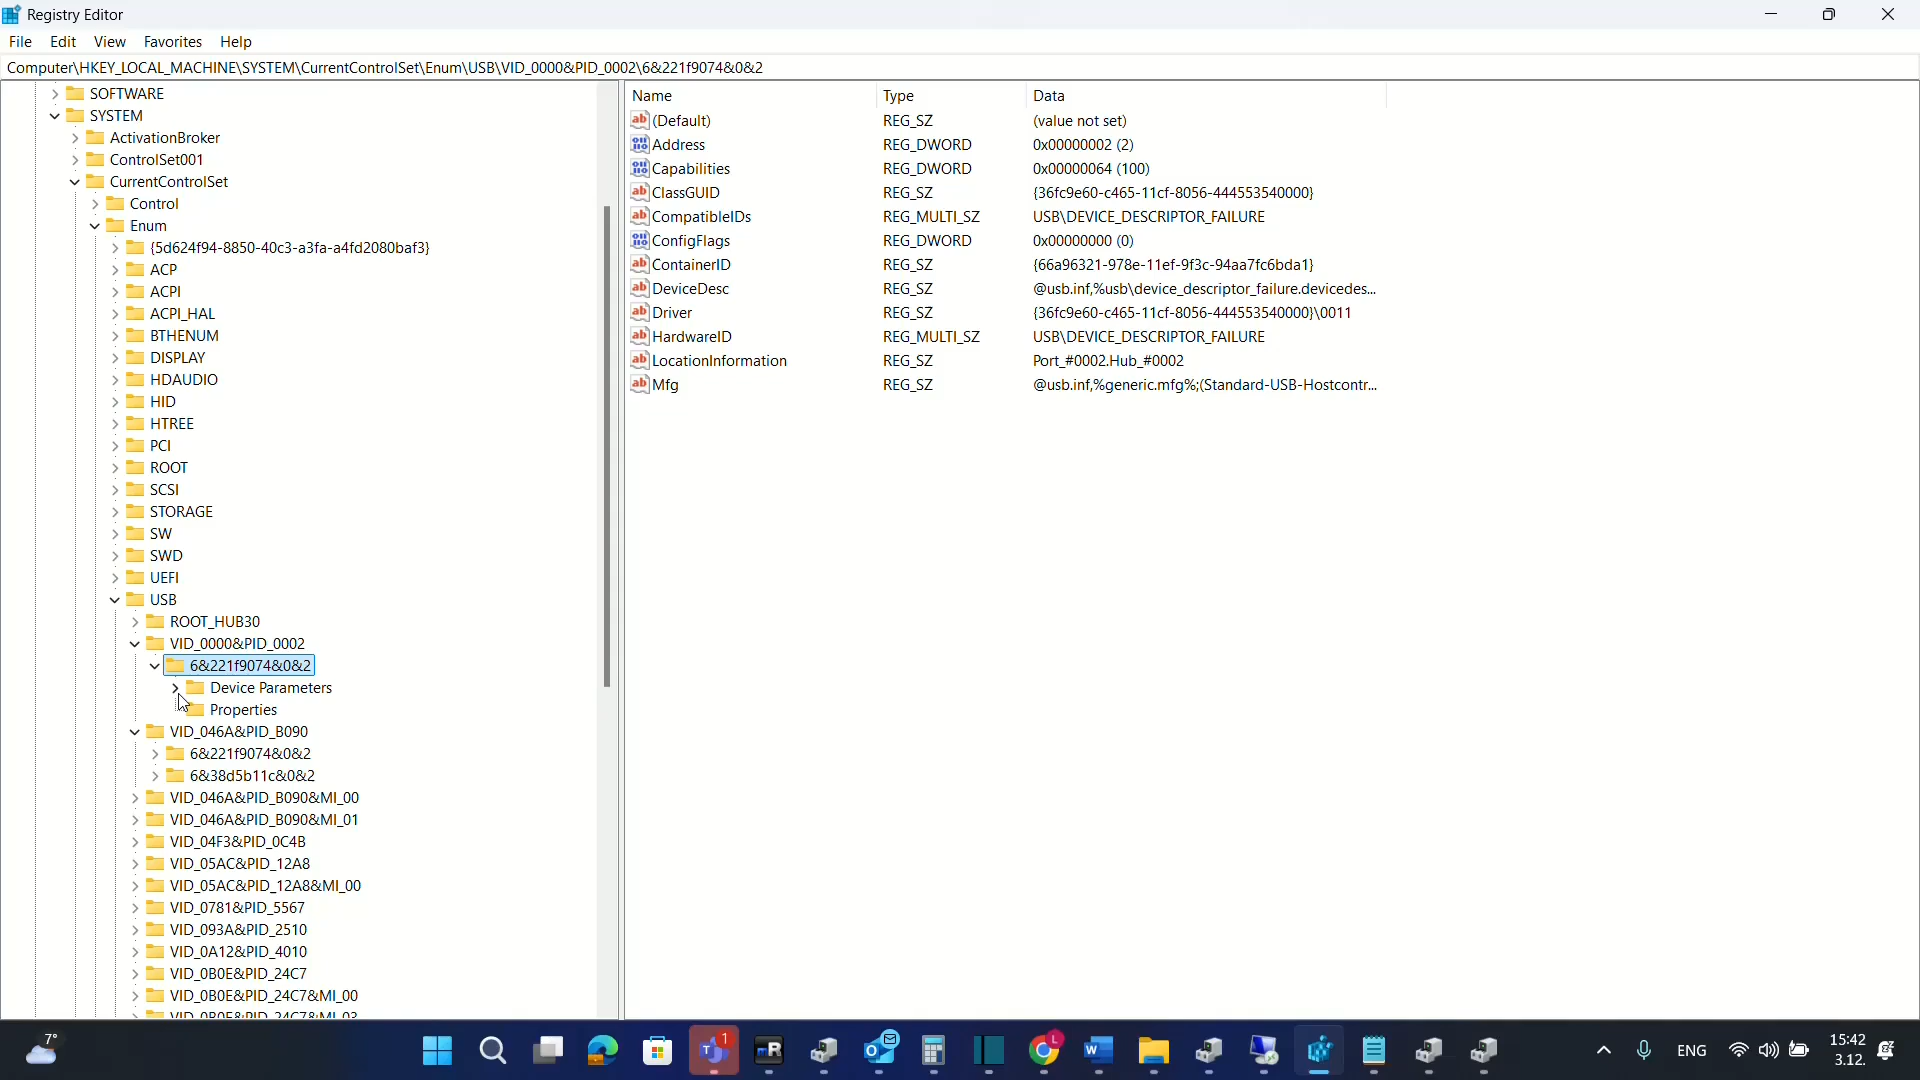 Registry Editor
File Edit View Favorites Help
Computer\HKEY_LOCAL_MACHINE\SYSTEM\CurrentControlSet\Enum\USB\VID_0000&PID_0002\6&221f9074&0&2
SOFTWARE
SYSTEM
ActivationBroker
ControlSet001
CurrentControlSet
Control
Enum
{5d624f94-8850-40c3-a3fa-a4fd2080baf3}
ACP
ACPI
ACPI_HAL
BTHENUM
DISPLAY
HDAUDIO
HID
HTREE
PCI
ROOT
SCSI
STORAGE
SW
SWD
UEFI
USB
ROOT_HUB30
VID_0000&PID_0002
6&221f9074&0&2
Device Parameters
Properties
VID_046A&PID_B090
6&221f9074&0&2
6&38d5b11c&0&2
VID_046A&PID_B090&MI_00
VID_046A&PID_B090&MI_01
VID_04F3&PID_0C4B
VID_05AC&PID_12A8
VID_05AC&PID_12A8&MI_00
VID_0781&PID_5567
VID_093A&PID_2510
VID_0A12&PID_4010
VID_0B0E&PID_24C7
VID_0B0E&PID_24C7&MI_00
VID_0B0E&PID_24C7&MI_03
Name Type Data
(Default) REG_SZ (value not set)
Address REG_DWORD 0x00000002 (2)
Capabilities REG_DWORD 0x00000064 (100)
ClassGUID REG_SZ {36fc9e60-c465-11cf-8056-444553540000}
CompatibleIDs REG_MULTI_SZ USB\DEVICE_DESCRIPTOR_FAILURE
ConfigFlags REG_DWORD 0x00000000 (0)
ContainerID REG_SZ {66a96321-978e-11ef-9f3c-94aa7fc6bda1}
DeviceDesc REG_SZ @usb.inf,%usb\device_descriptor_failure.devicedes...
Driver REG_SZ {36fc9e60-c465-11cf-8056-444553540000}\0011
HardwareID REG_MULTI_SZ USB\DEVICE_DESCRIPTOR_FAILURE
LocationInformation REG_SZ Port_#0002.Hub_#0002
Mfg REG_SZ @usb.inf,%generic.mfg%;(Standard-USB-Hostcontr...
7°
1
R
L
W
ENG
15:42
3.12.